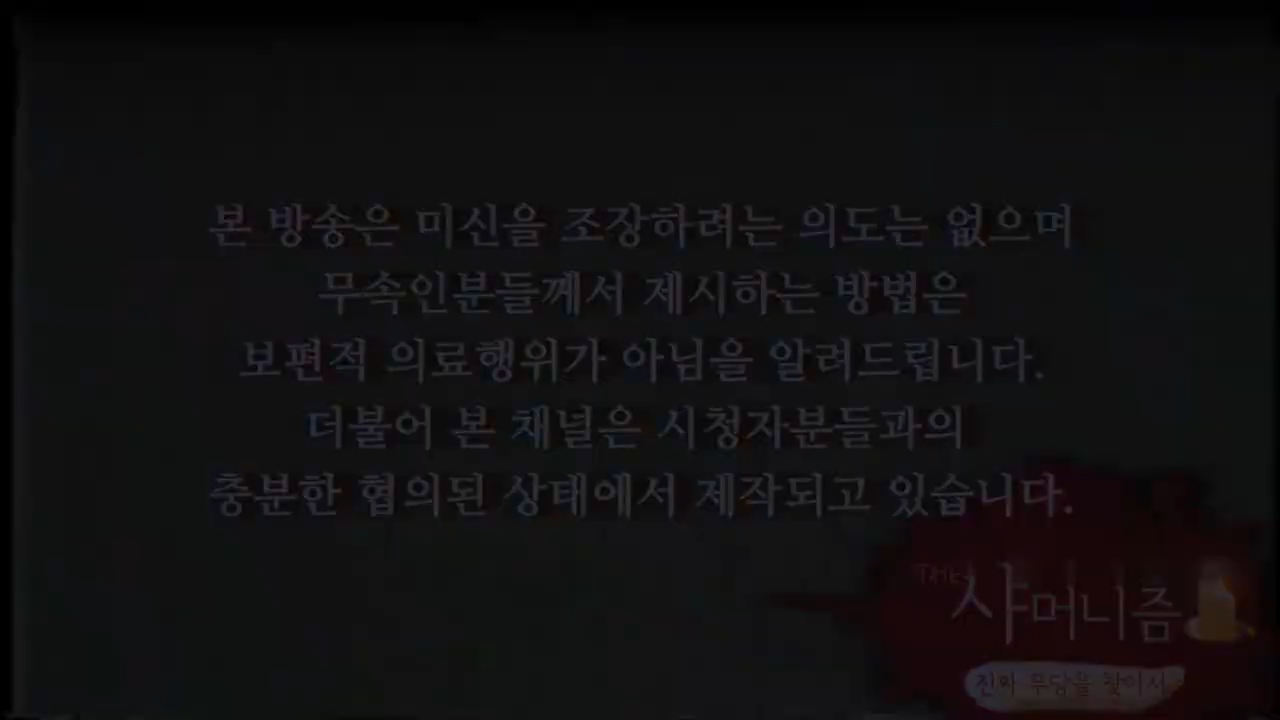 본 방송은 미신을 조장하려는 의도는 없으며
무속인분들께서 제시하는 방법은
보편적 의료행위가 아님을 알려드립니다.
더불어 본 채널은 시청자분들과의
충분한 협의된 상태에서 제작되고 있습니다.
THE 샤머니즘
진짜 무당을 찾아서